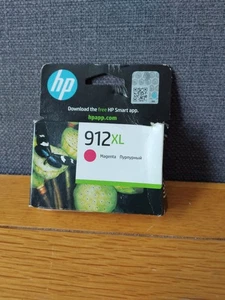 hp
Download the free HP Smart app.
hpapp.com
912XL
Magenta Пурпурный